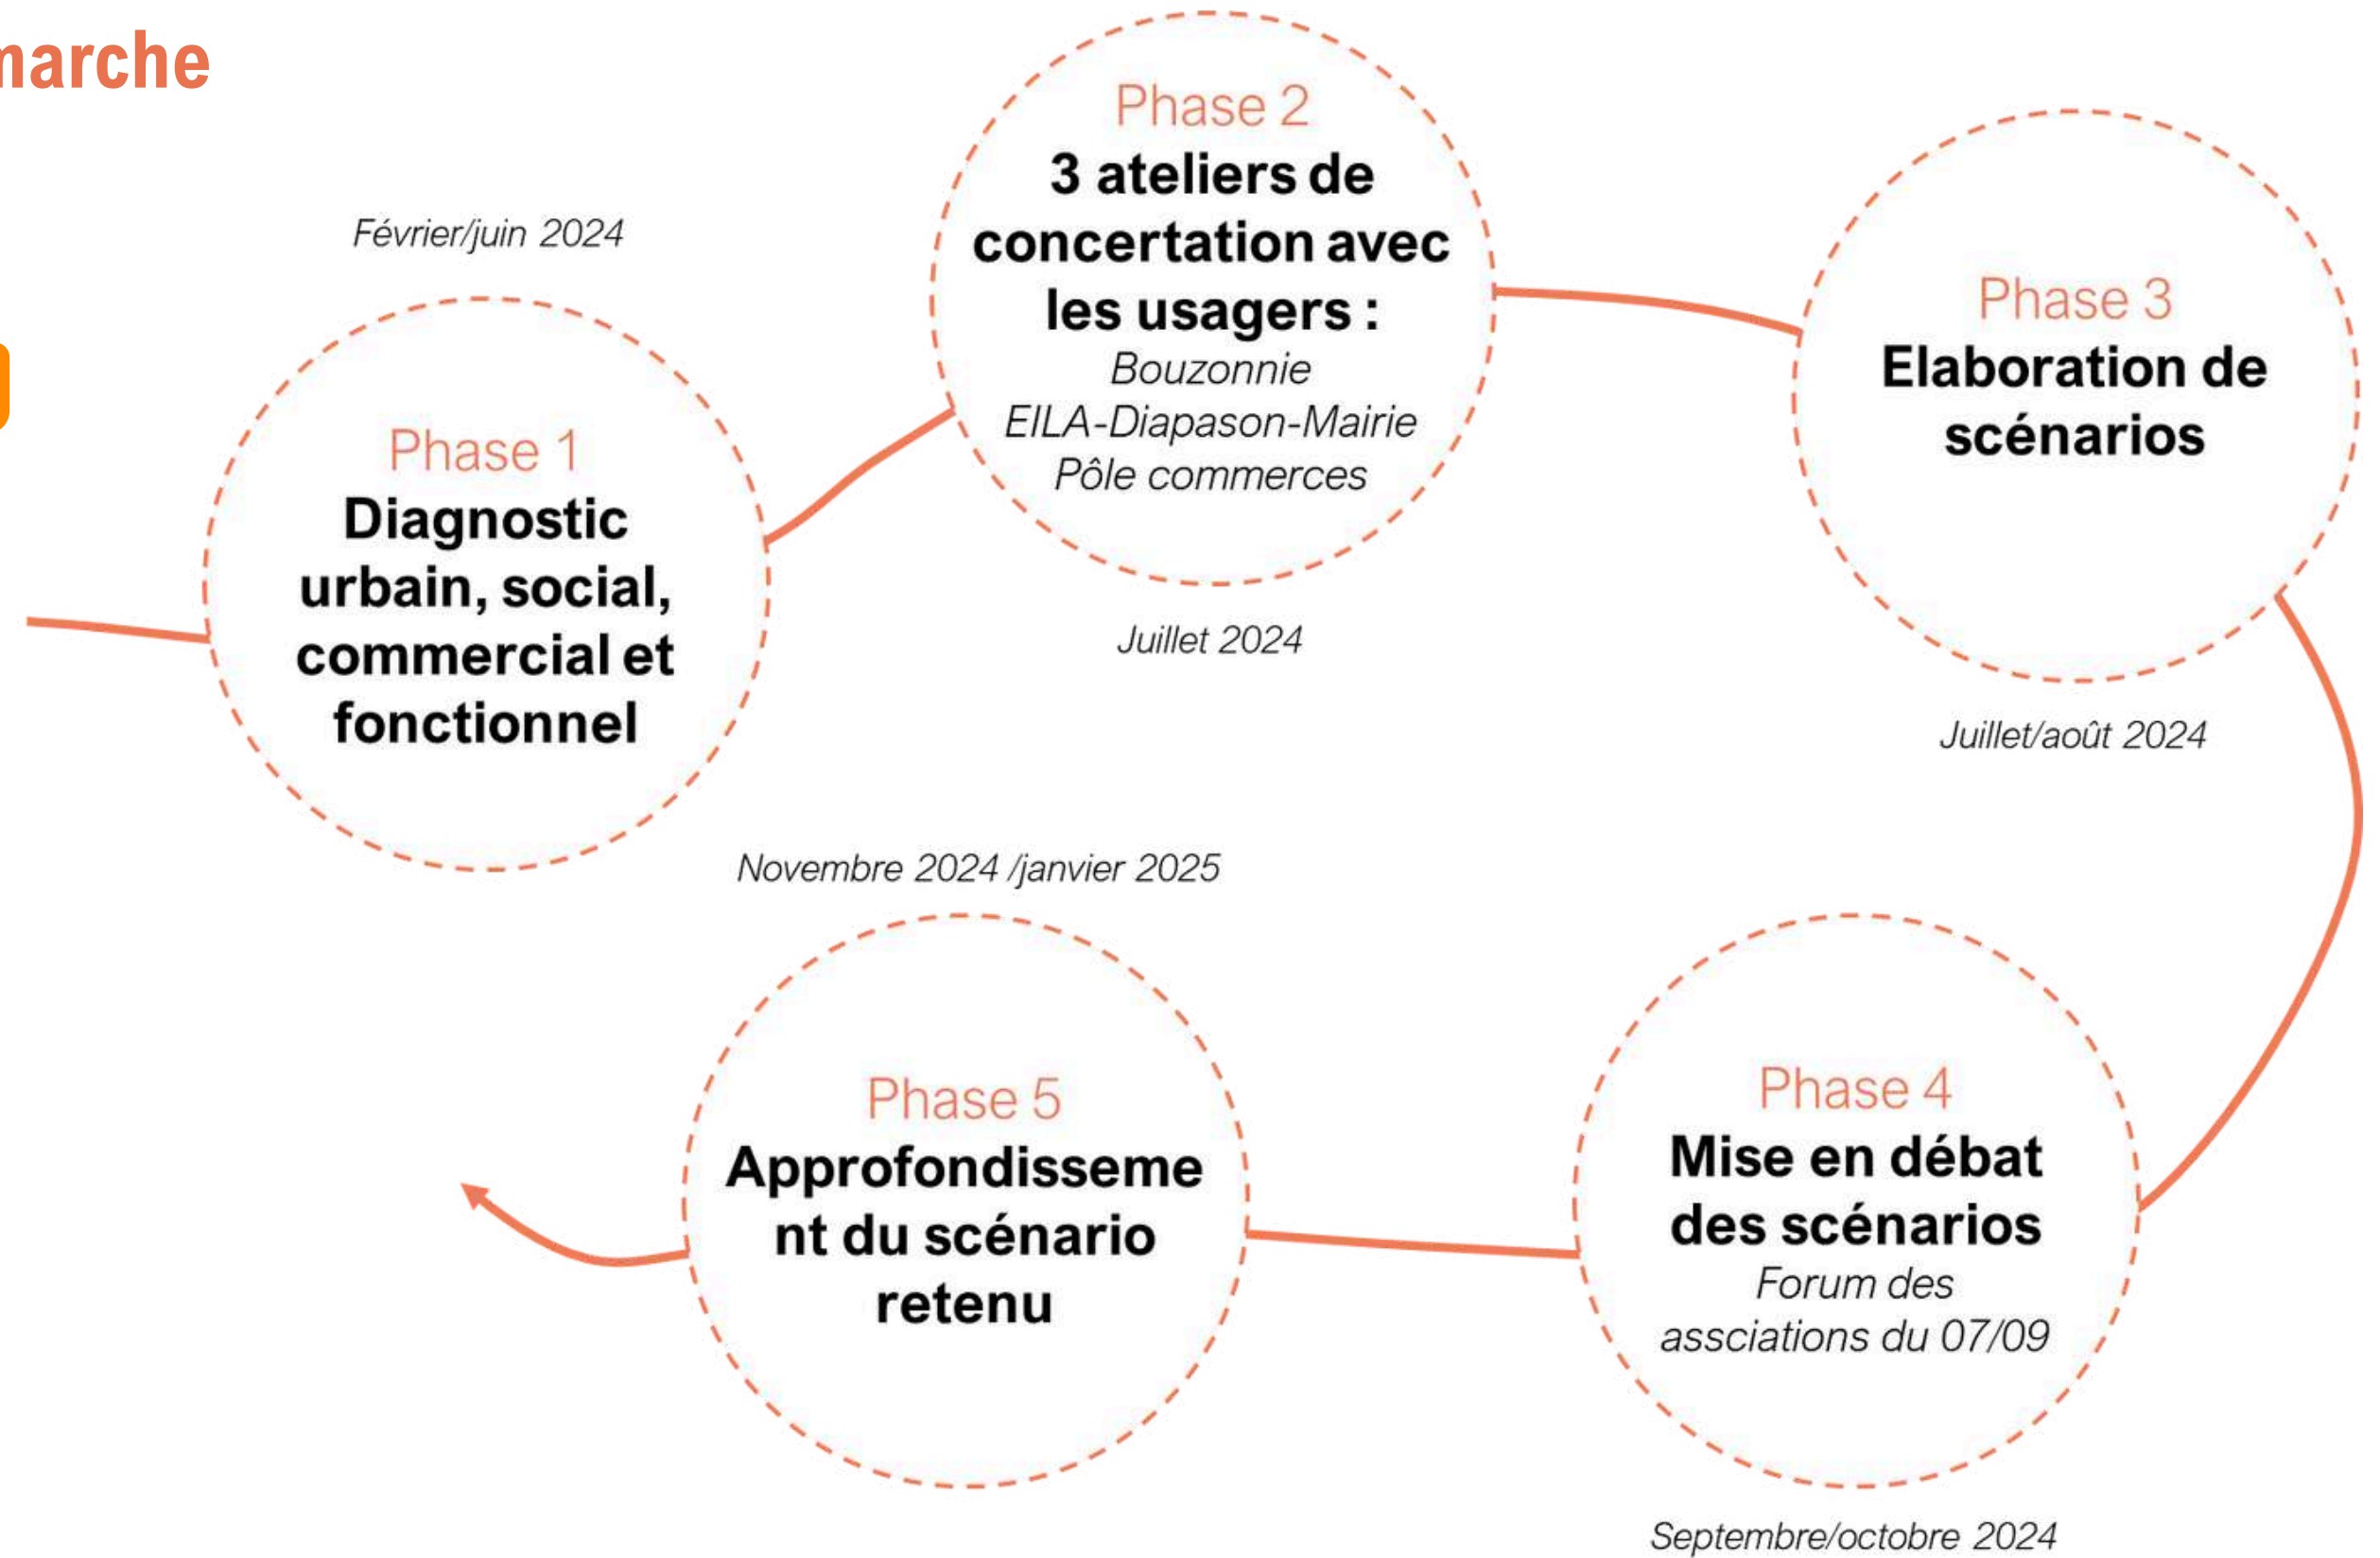 marche
Février/juin 2024
Phase 1
Diagnostic
urbain, social,
commercial et
fonctionnel
Phase 2
3 ateliers de
concertation avec
les usagers :
Bouzonnie
EILA-Diapason-Mairie
Pôle commerces
Juillet 2024
Phase 3
Elaboration de
scénarios
Juillet/août 2024
Phase 4
Mise en débat
des scénarios
Forum des
assciations du 07/09
Septembre/octobre 2024
Novembre 2024 /janvier 2025
Phase 5
Approfondisseme
nt du scénario
retenu